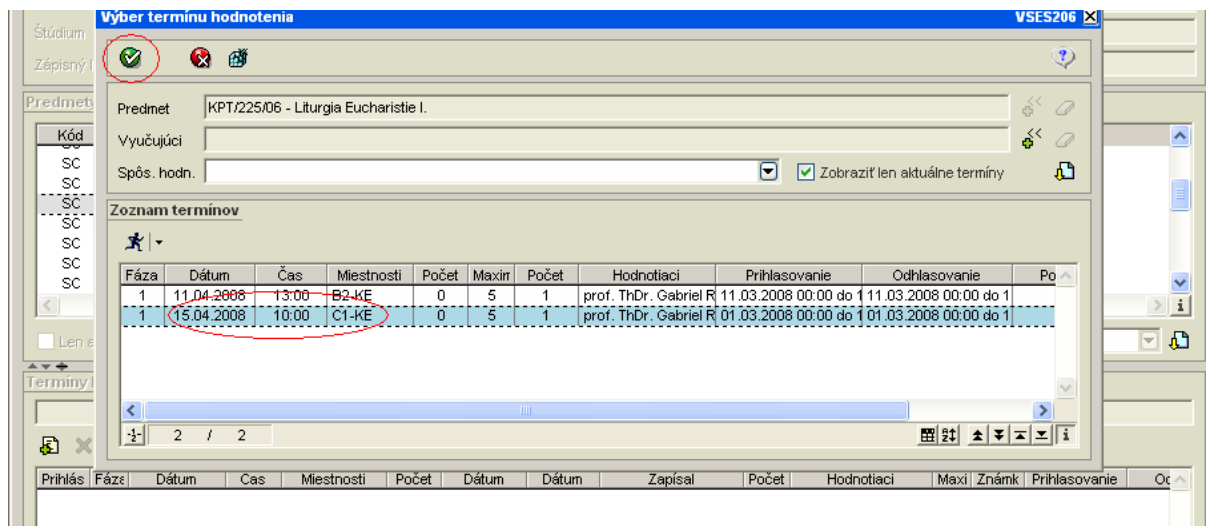 Výber termínu hodnotenia VSES206
Štúdium
Zápisný
Predmet KPT/225/06 - Liturgia Eucharistie I.
Vyučujúci
Spôs. hodn. Zobraziť len aktuálne termíny
Predmety
Kód
SC
SC
SC
SC
SC
SC
SC
Len
Zoznam termínov
Fáza Dátum Čas Miestnosti Počet Maxim Počet Hodnotiaci Prihlasovanie Odhlasovanie Po
1 11.04.2008 13:00 B2-KE 0 5 1 prof. ThDr. Gabriel R 11.03.2008 00:00 do 1 11.03.2008 00:00 do 1
1 15.04.2008 10:00 C1-KE 0 5 1 prof. ThDr. Gabriel R 01.03.2008 00:00 do 1 01.03.2008 00:00 do 1
2 / 2
Termíny
Prihlás Fáza Dátum Čas Miestnosti Počet Dátum Dátum Zapísal Počet Hodnotiaci Maxi Známk Prihlasovanie Oc